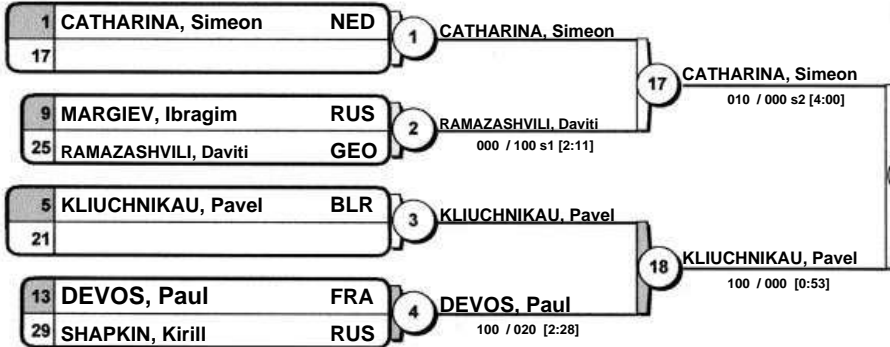 1 CATHARINA, Simeon NED
17
1
CATHARINA, Simeon
9 MARGIEV, Ibragim RUS
25 RAMAZASHVILI, Daviti GEO
2
RAMAZASHVILI, Daviti
000 / 100 s1 [2:11]
17
CATHARINA, Simeon
010 / 000 s2 [4:00]
5 KLIUCHNIKAU, Pavel BLR
21
3
KLIUCHNIKAU, Pavel
13 DEVOS, Paul FRA
29 SHAPKIN, Kirill RUS
4
DEVOS, Paul
100 / 020 [2:28]
18
KLIUCHNIKAU, Pavel
100 / 000 [0:53]